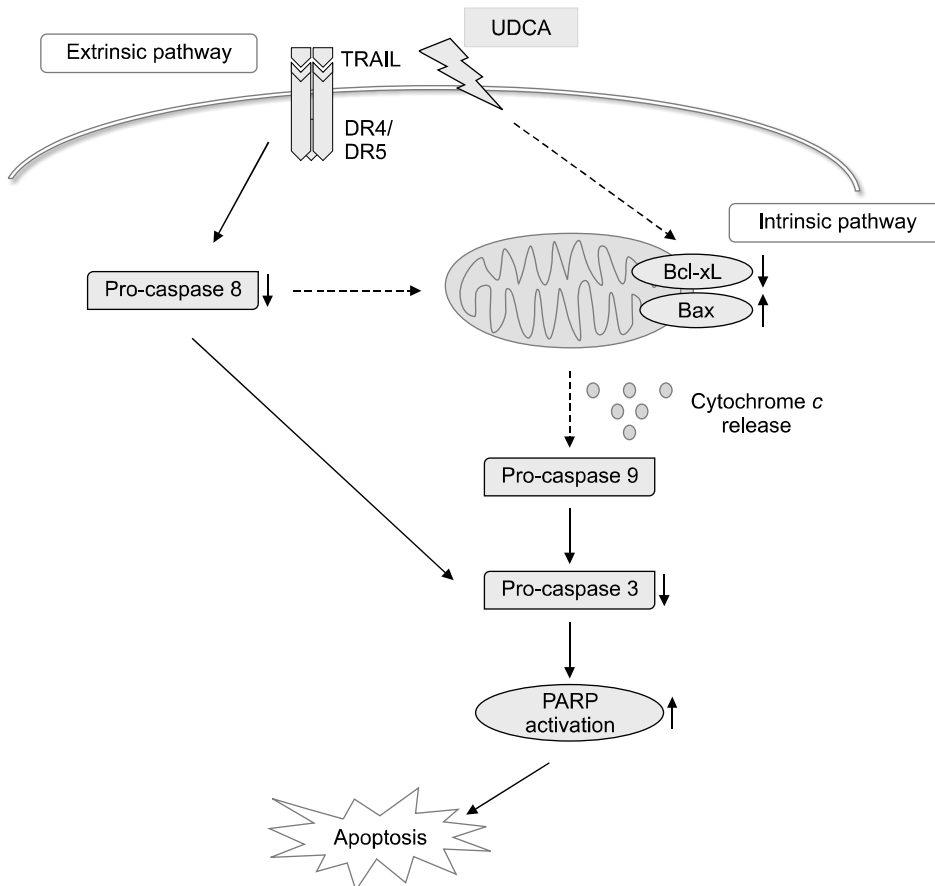 UDCA
Extrinsic pathway
TRAIL
DR4/
DR5
Intrinsic pathway
Bcl-xL
Pro-caspase 8
Bax
Cytochrome c
release
Pro-caspase 9
Pro-caspase 3
PARP
activation
Apoptosis